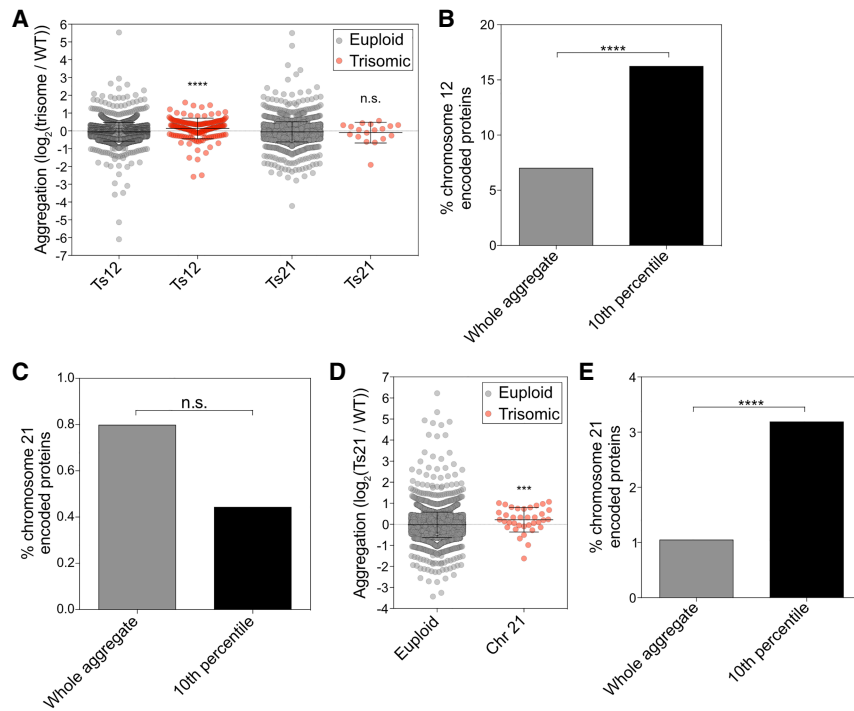 A
Aggregation (log2(trisome / WT))
6
5
4
3
2
1
0
-1
-2
-3
-4
-5
-6
-7
Euploid
Trisomic
****
n.s.
Ts12
Ts12
Ts21
Ts21
B
% chromosome 12
encoded proteins
20
15
10
5
0
****
Whole aggregate
10th percentile
C
% chromosome 21
encoded proteins
1.0
0.8
0.6
0.4
0.2
0.0
n.s.
Whole aggregate
10th percentile
D
Aggregation (log2(Ts21 / WT))
7
6
5
4
3
2
1
0
-1
-2
-3
-4
Euploid
Trisomic
***
Euploid
Chr 21
E
% chromosome 21
encoded proteins
4
3
2
1
0
****
Whole aggregate
10th percentile